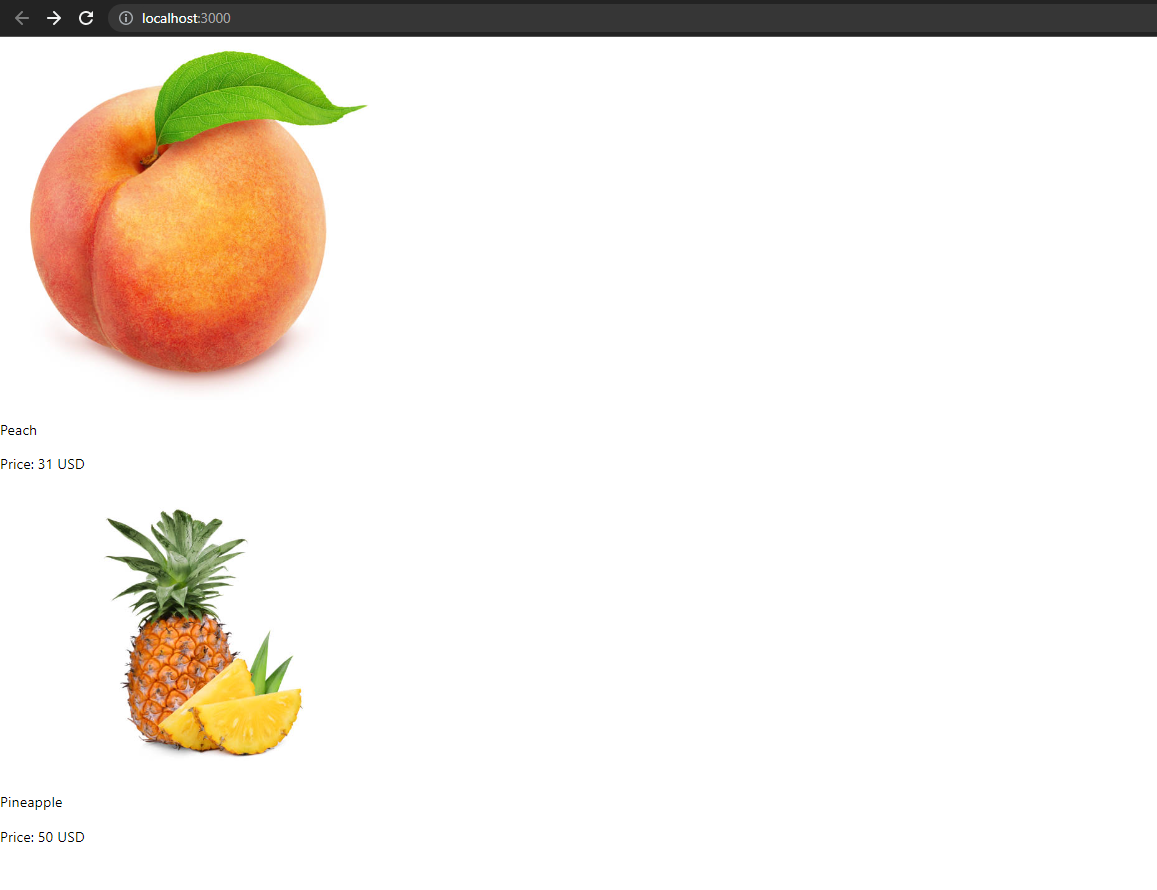 localhost:3000
Peach
Price: 31 USD
Pineapple
Price: 50 USD